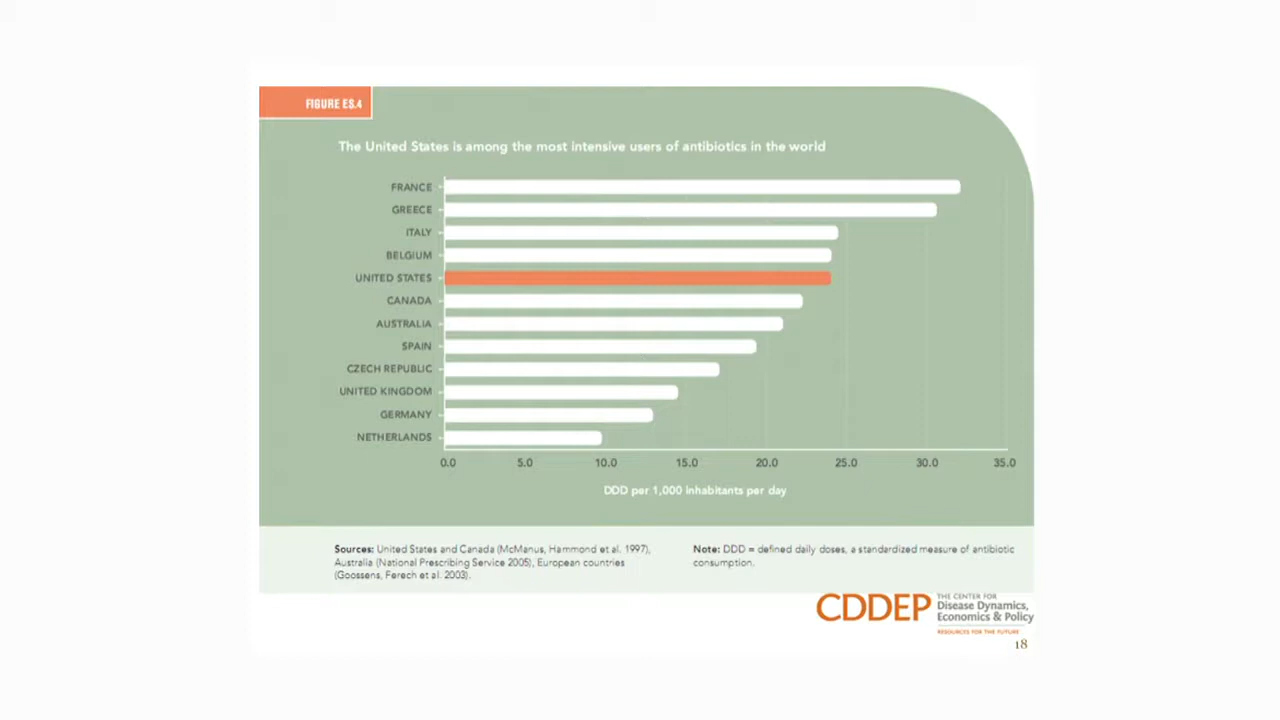 FIGURE ES.4
The United States is among the most intensive users of antibiotics in the world
FRANCE
GREECE
ITALY
BELGIUM
UNITED STATES
CANADA
AUSTRALIA
SPAIN
CZECH REPUBLIC
UNITED KINGDOM
GERMANY
NETHERLANDS
0.0 5.0 10.0 15.0 20.0 25.0 30.0 35.0
DDD per 1,000 inhabitants per day
Sources: United States and Canada (McManus, Hammond et al. 1997),
Australia (National Prescribing Service 2005), European countries
(Goossens, Ferech et al. 2003).
Note: DDD = defined daily doses, a standardized measure of antibiotic
consumption.
CDDEP
THE CENTER FOR
Disease Dynamics,
Economics & Policy
RESOURCES FOR THE FUTURE
18